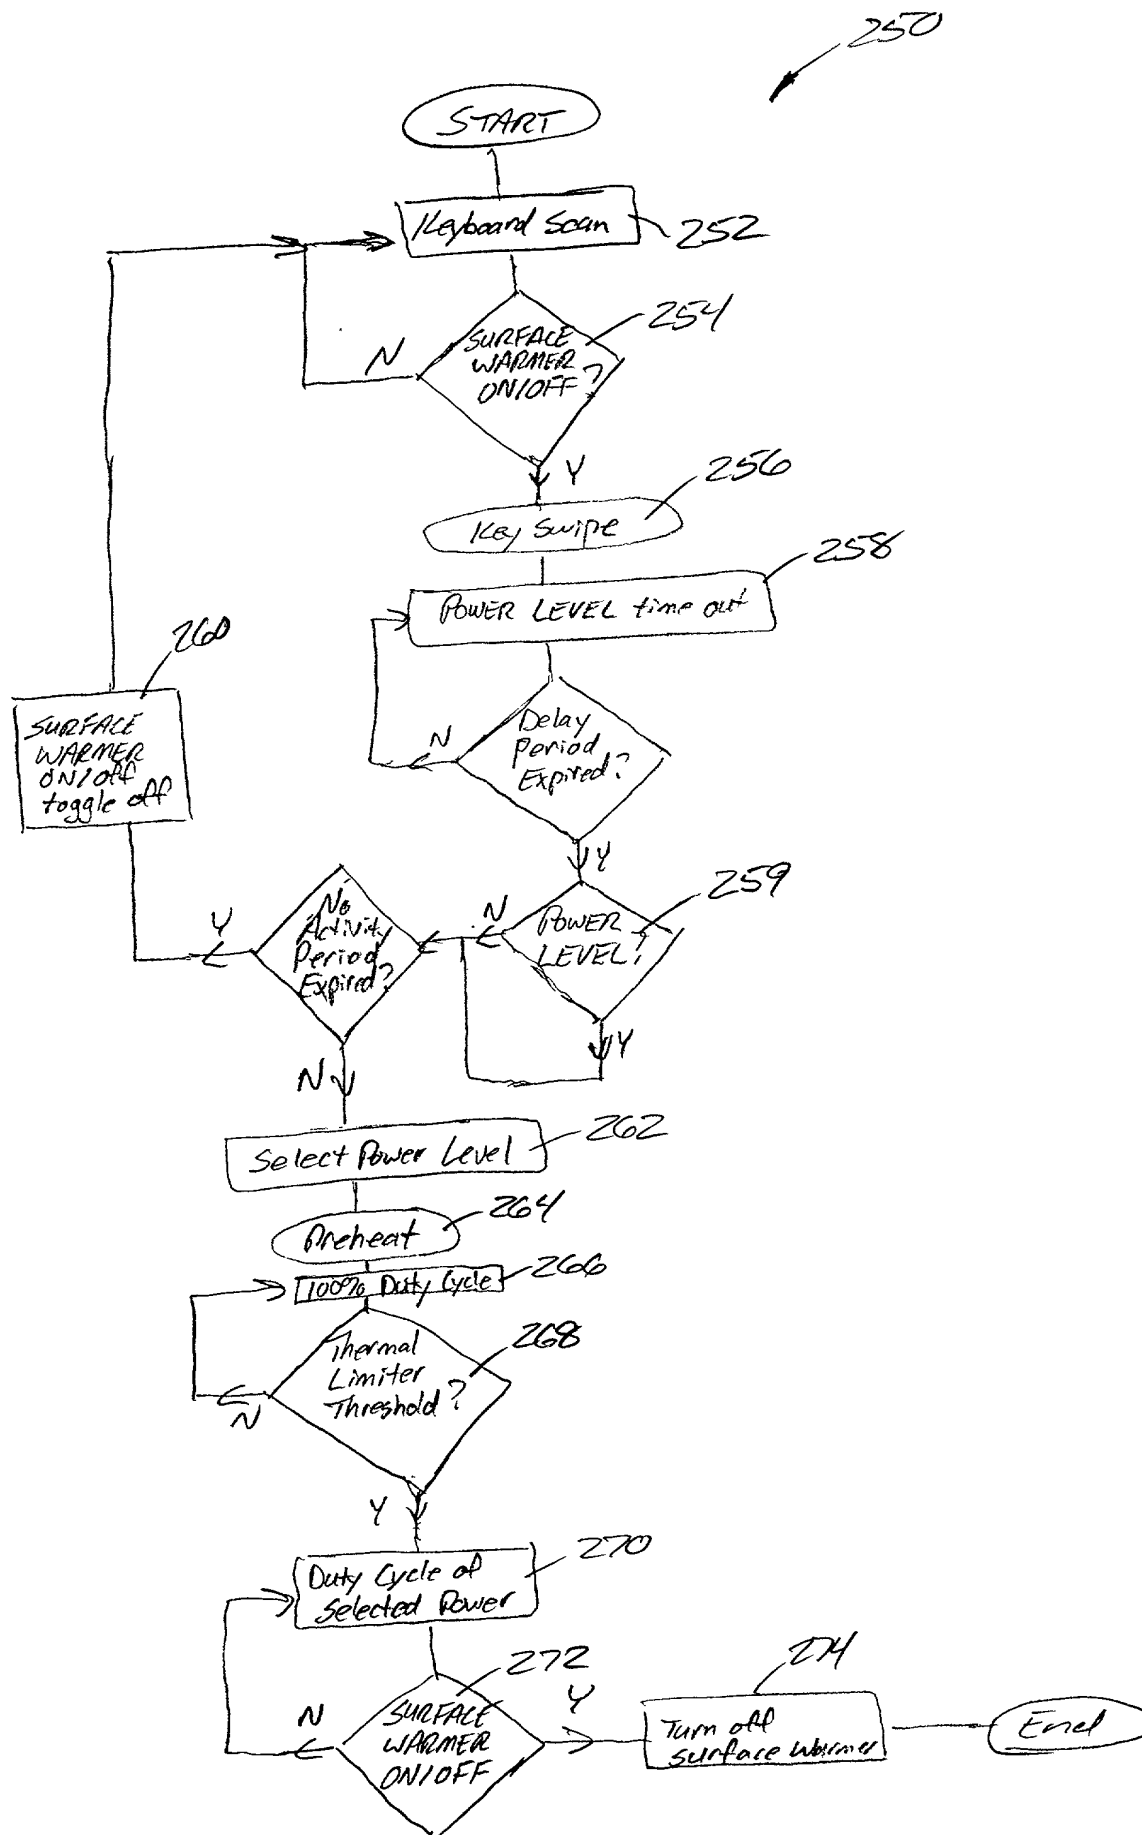 250
START
Keyboard Scan
252
254
SURFACE
WARMER
ON/OFF?
N
Y
256
Key Swipe
258
POWER LEVEL time out
260
SURFACE
WARMER
ON/off
toggle off
Delay
Period
Expired?
N
Y
259
POWER
LEVEL?
N
Y
No
Activity
Period
Expired?
Y
N
262
Select Power Level
264
Preheat
266
100% Duty Cycle
268
Thermal
Limiter
Threshold?
N
Y
270
Duty Cycle of
Selected Power
272
SURFACE
WARMER
ON/OFF
N
Y
274
Turn off
surface warmer
End